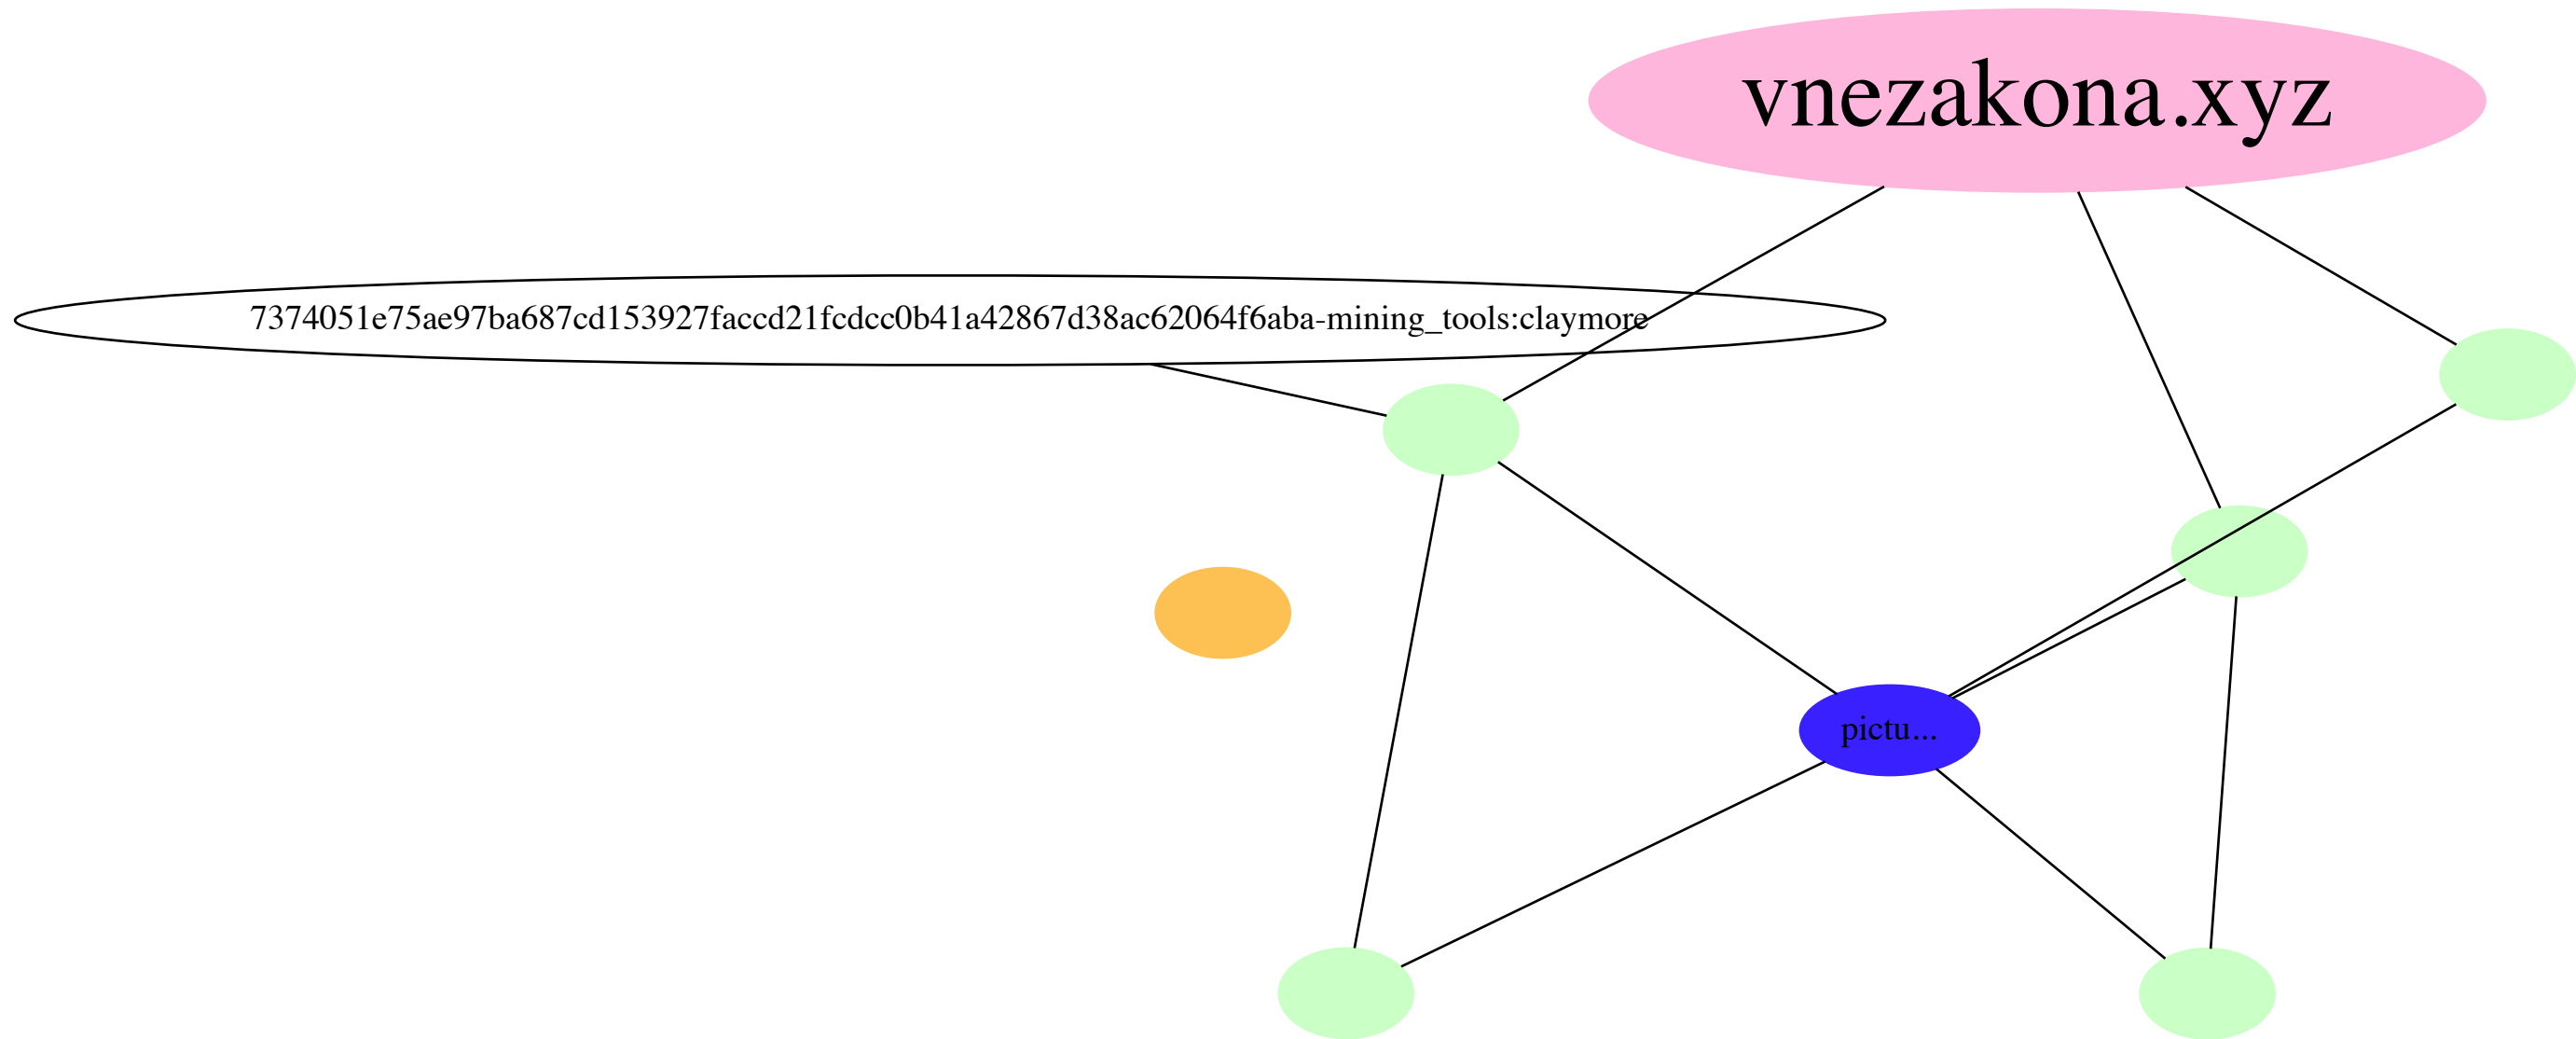 vnezakona.xyz
7374051e75ae97ba687cd153927faccd21fcdcc0b41a42867d38ac62064f6aba-mining_tools:claymore
pictu...